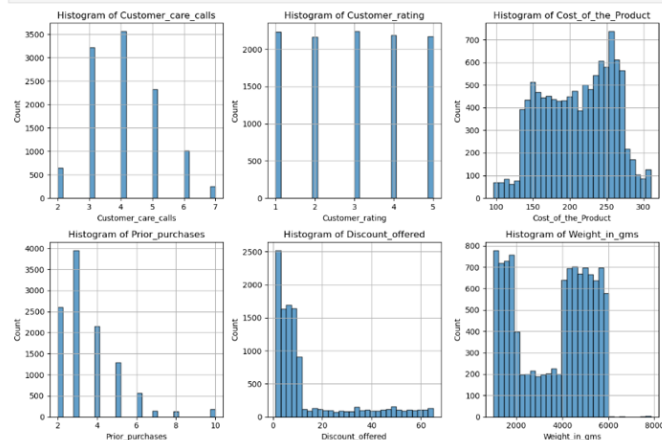 Histogram of Customer_care_calls
Count
3500
3000
2500
2000
1500
1000
500
0
2 3 4 5 6 7
Customer_care_calls
Histogram of Customer_rating
Count
2000
1500
1000
500
0
1 2 3 4 5
Customer_rating
Histogram of Cost_of_the_Product
Count
700
600
500
400
300
200
100
0
100 150 200 250 300
Cost_of_the_Product
Histogram of Prior_purchases
Count
4000
3500
3000
2500
2000
1500
1000
500
0
2 4 6 8 10
Prior_purchases
Histogram of Discount_offered
Count
2500
2000
1500
1000
500
0
0 20 40 60
Discount_offered
Histogram of Weight_in_gms
Count
800
700
600
500
400
300
200
100
0
2000 4000 6000 8000
Weight_in_gms